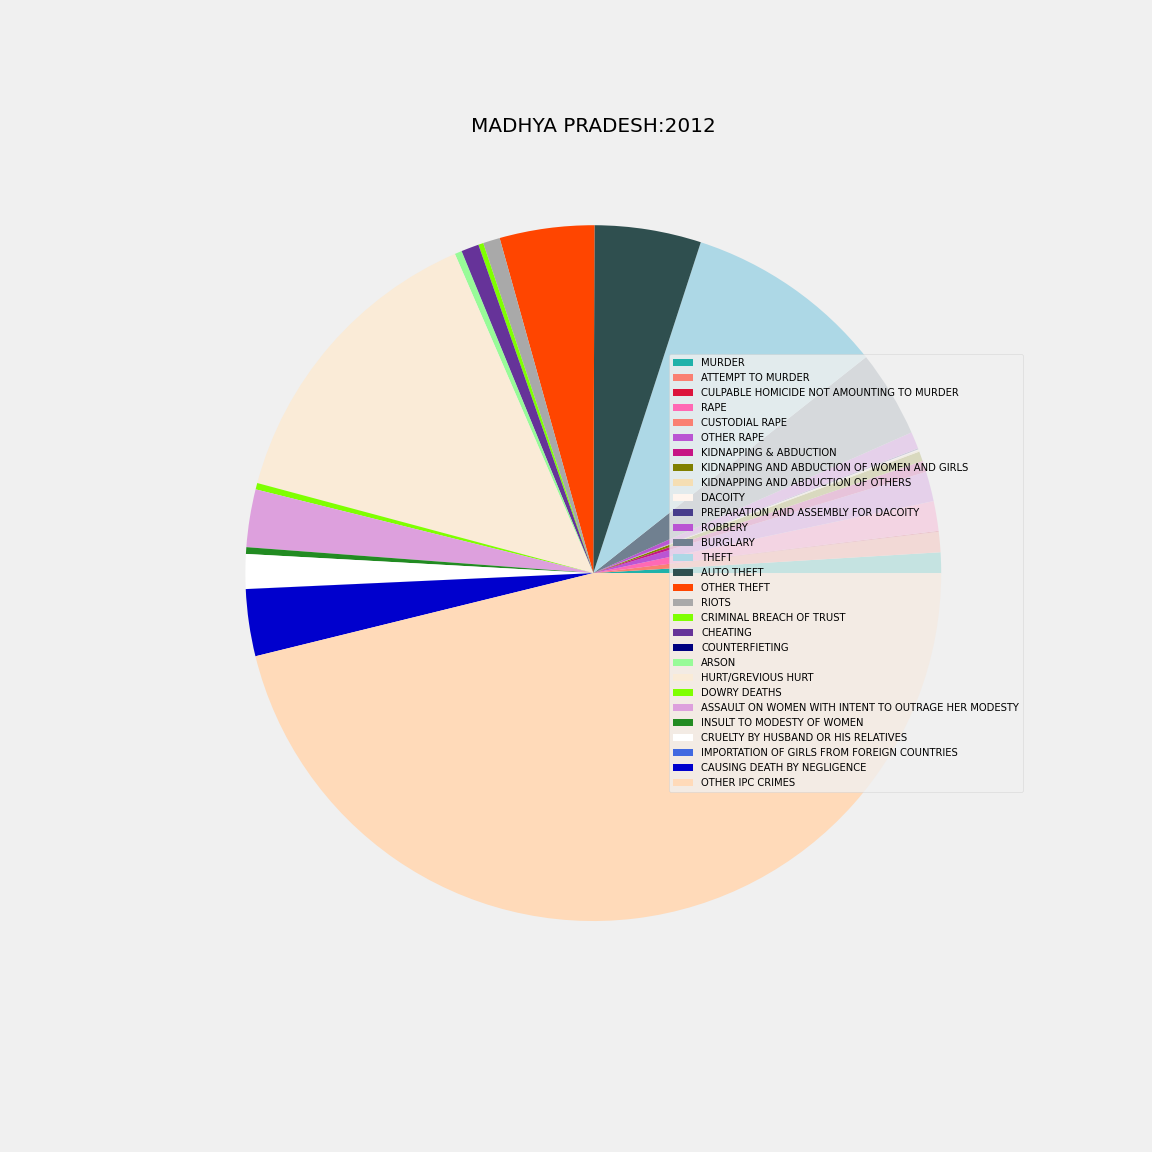 MADHYA PRADESH:2012
MURDER
ATTEMPT TO MURDER
CULPABLE HOMICIDE NOT AMOUNTING TO MURDER
RAPE
CUSTODIAL RAPE
OTHER RAPE
KIDNAPPING & ABDUCTION
KIDNAPPING AND ABDUCTION OF WOMEN AND GIRLS
KIDNAPPING AND ABDUCTION OF OTHERS
DACOITY
PREPARATION AND ASSEMBLY FOR DACOITY
ROBBERY
BURGLARY
THEFT
AUTO THEFT
OTHER THEFT
RIOTS
CRIMINAL BREACH OF TRUST
CHEATING
COUNTERFIETING
ARSON
HURT/GREVIOUS HURT
DOWRY DEATHS
ASSAULT ON WOMEN WITH INTENT TO OUTRAGE HER MODESTY
INSULT TO MODESTY OF WOMEN
CRUELTY BY HUSBAND OR HIS RELATIVES
IMPORTATION OF GIRLS FROM FOREIGN COUNTRIES
CAUSING DEATH BY NEGLIGENCE
OTHER IPC CRIMES